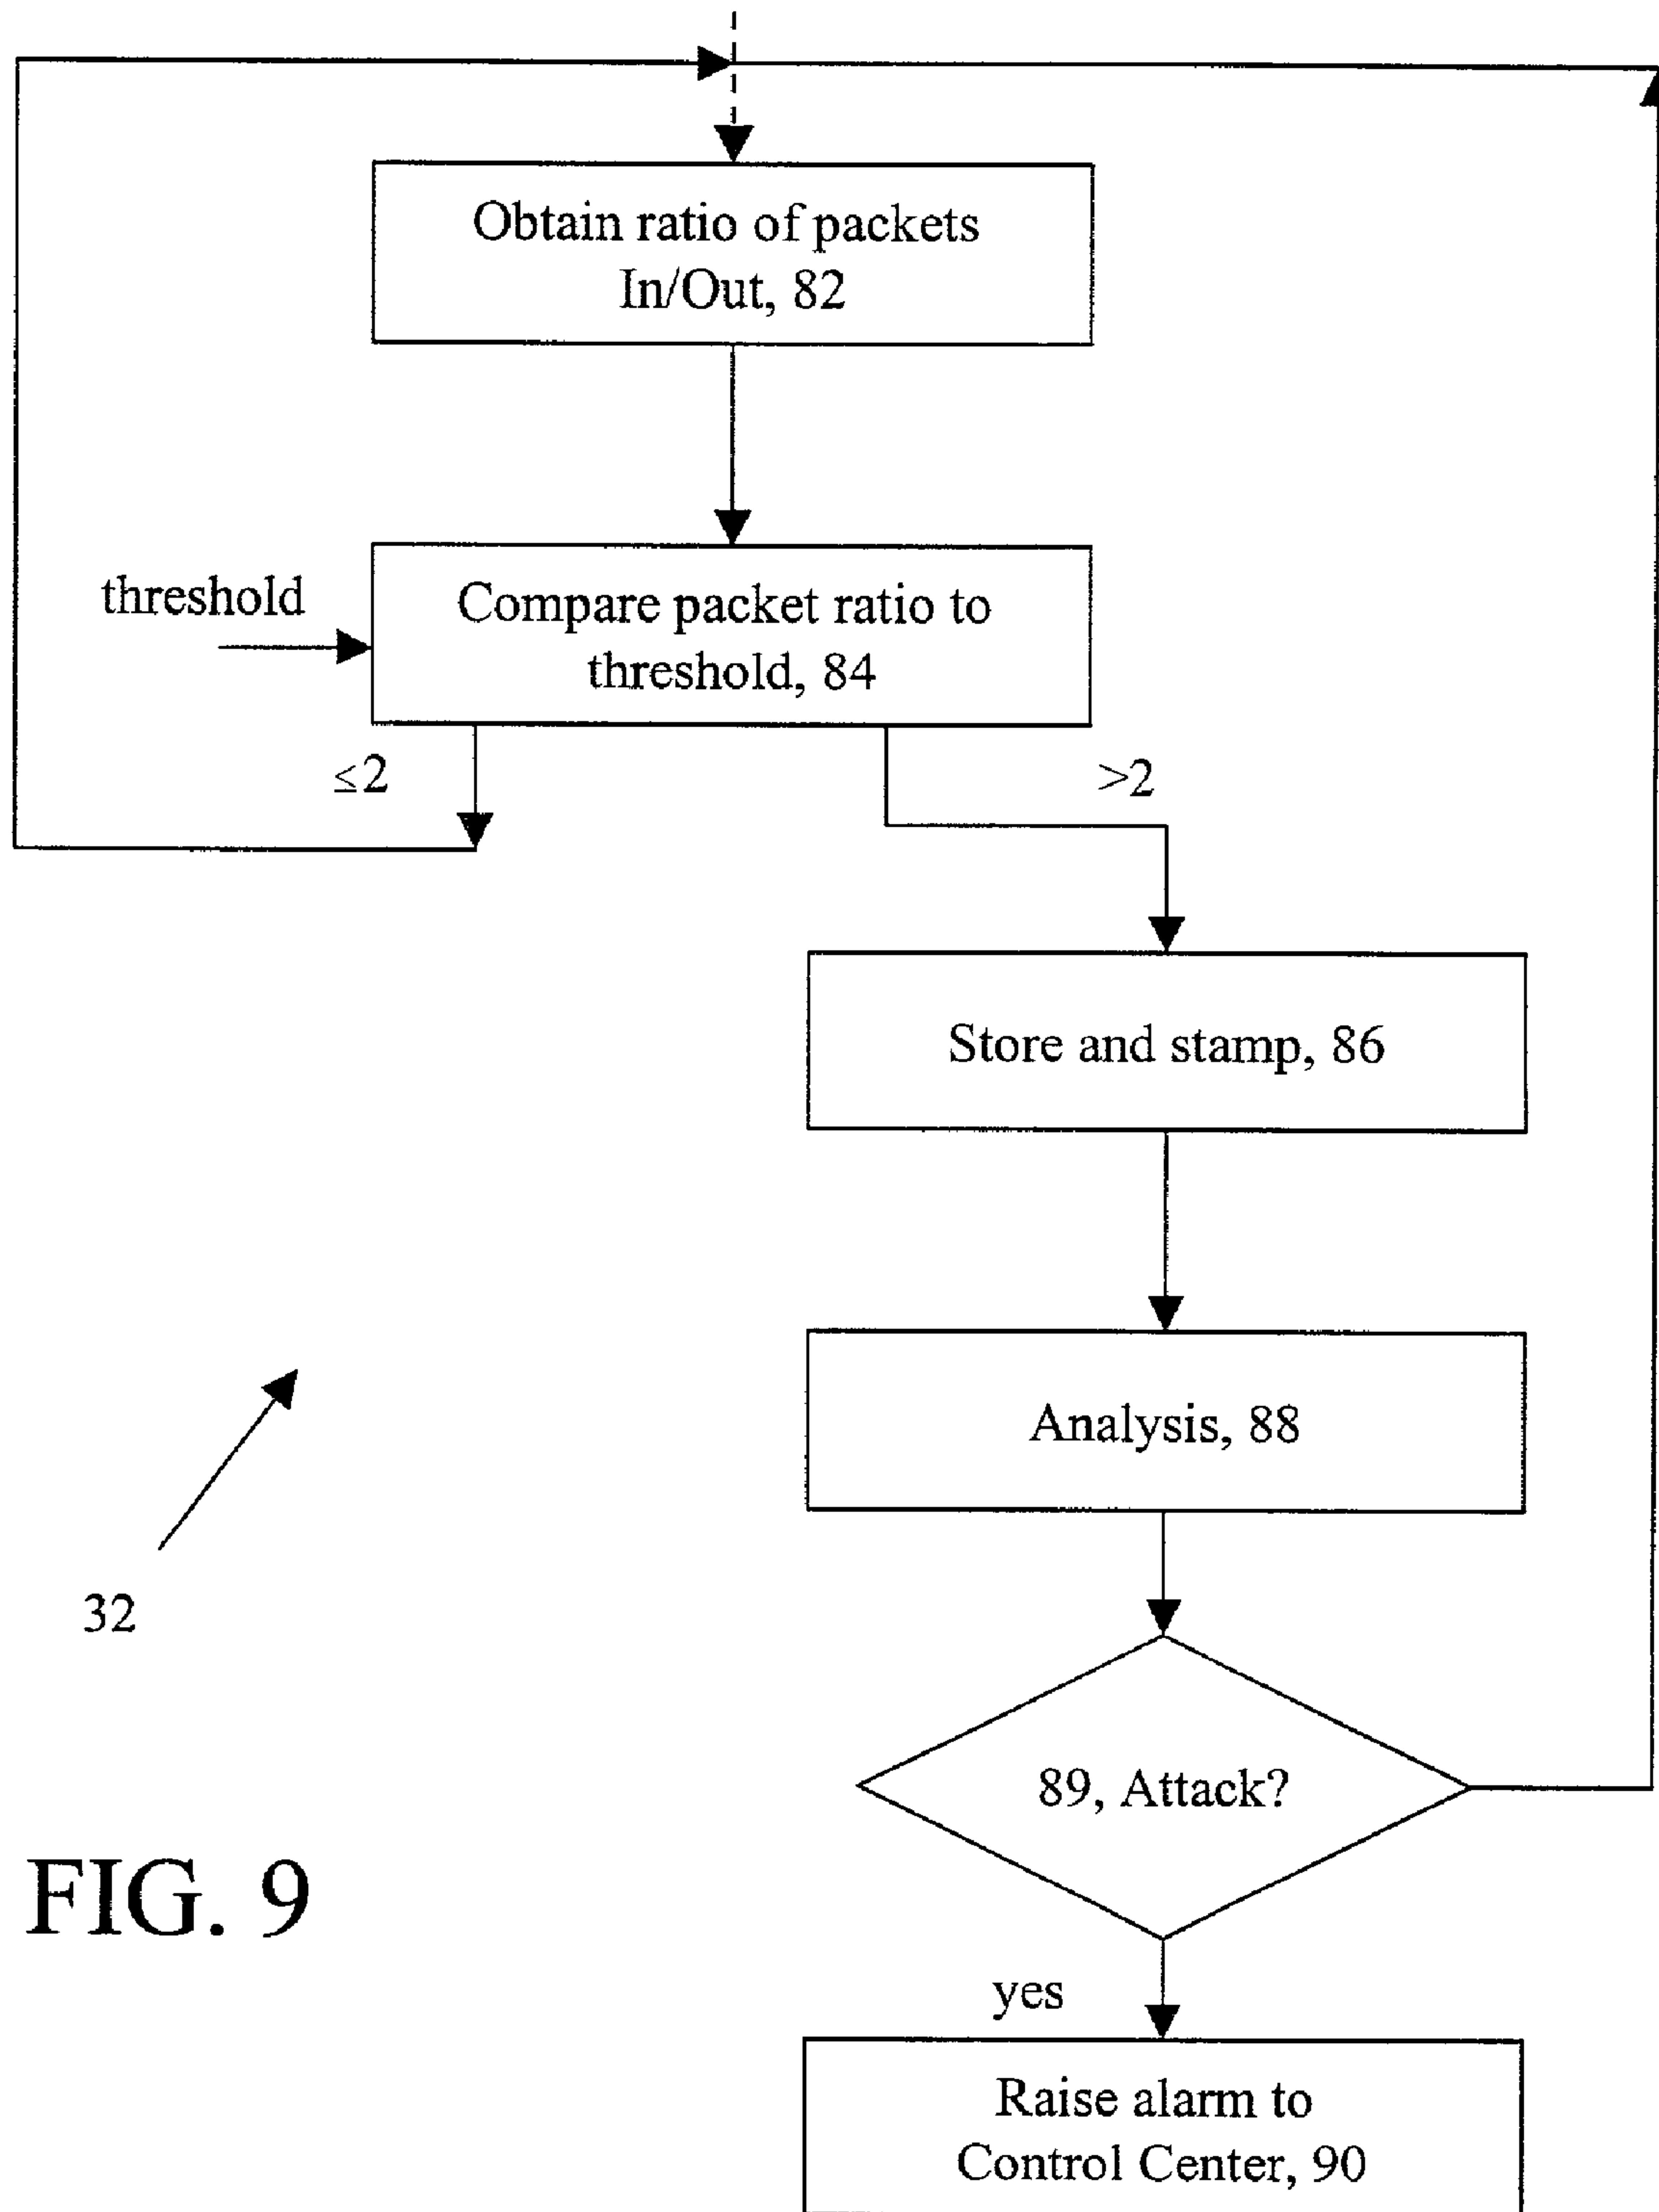 Obtain ratio of packets
In/Out, 82
threshold
Compare packet ratio to
threshold, 84
≤2
>2
Store and stamp, 86
Analysis, 88
32
89, Attack?
FIG. 9
yes
Raise alarm to
Control Center, 90